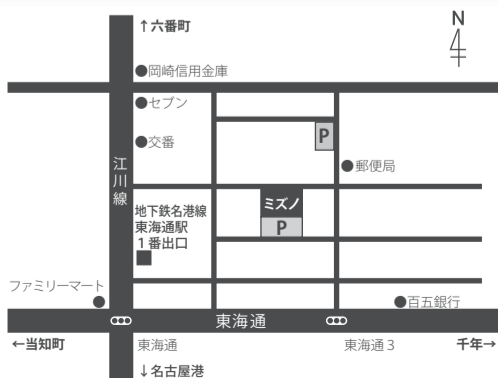 ↑六番町
N
●岡崎信用金庫
●セブン
●交番
P
●郵便局
江川線
ミズノ
P
地下鉄名港線
東海通駅
1番出口
ファミリーマート
●百五銀行
東海通
←当知町
東海通
東海通3
千年→
↓名古屋港